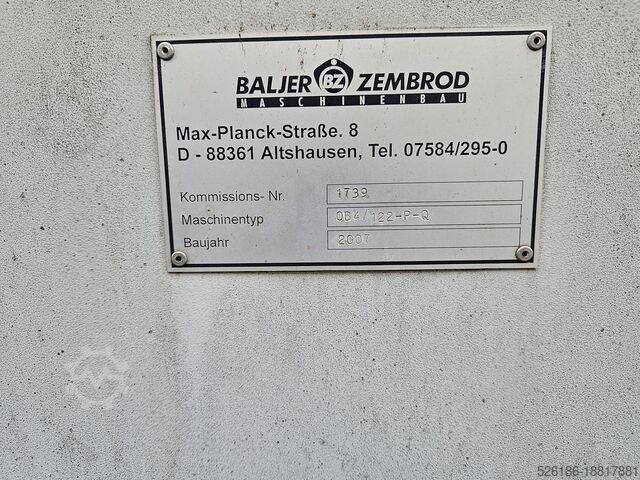 BALJER BZ ZEMBROD
MASCHINENBAU
Max-Planck-Straße. 8
D - 88361 Altshausen, Tel. 07584/295-0
Kommissions- Nr. 1739
Maschinentyp OB4/122-P-Q
Baujahr 2007
526186-18817881